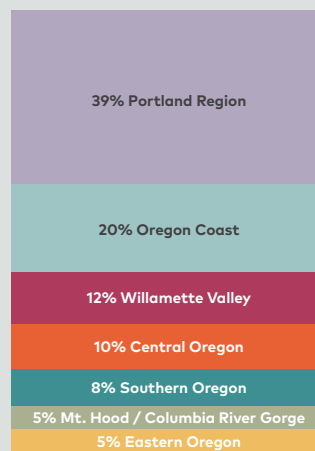 39% Portland Region
20% Oregon Coast
12% Willamette Valley
10% Central Oregon
8% Southern Oregon
5% Mt. Hood / Columbia River Gorge
5% Eastern Oregon